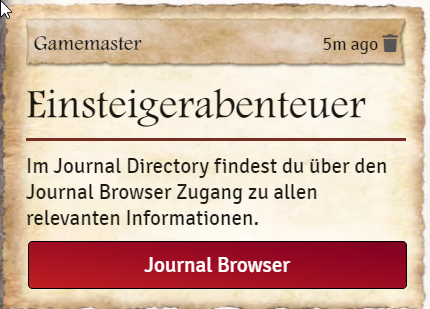 Gamemaster 5m ago
Einsteigerabenteuer
Im Journal Directory findest du über den
Journal Browser Zugang zu allen
relevanten Informationen.
Journal Browser